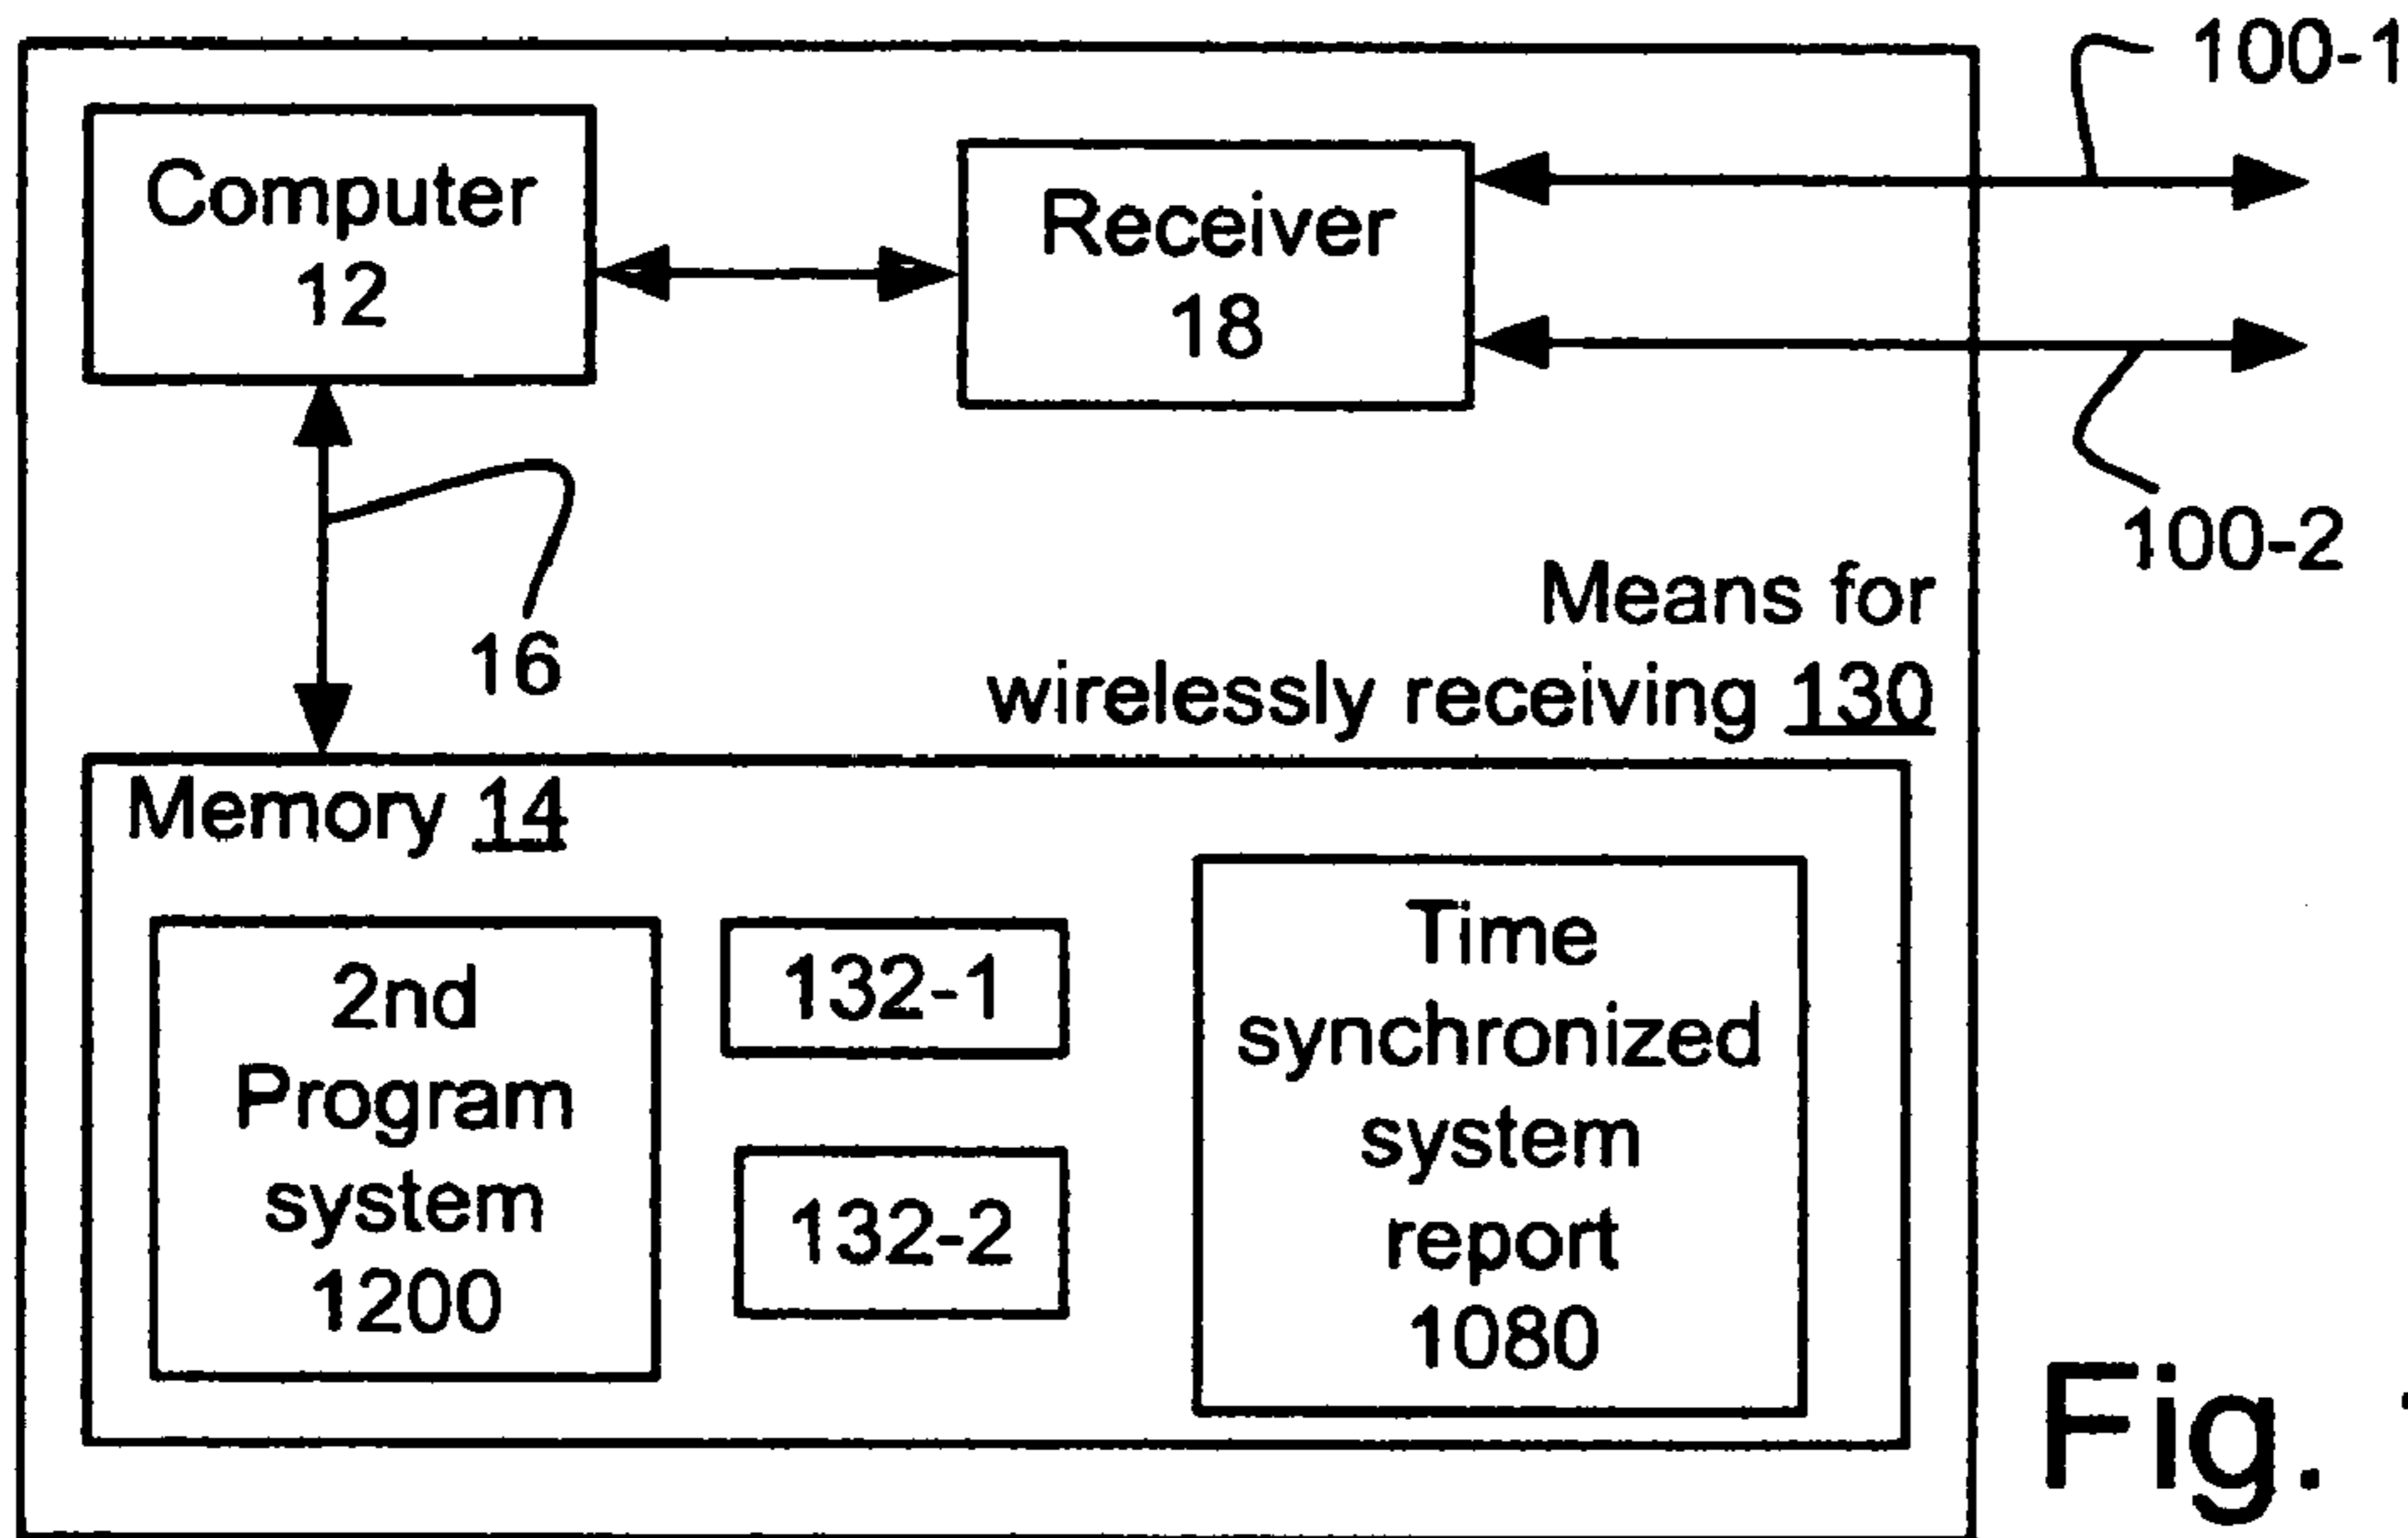 100-1
Computer
12
Receiver
18
100-2
16
Means for
wirelessly receiving 130
Memory 14
2nd
Program
system
1200
132-1
132-2
Time
synchronized
system
report
1080
Fig.